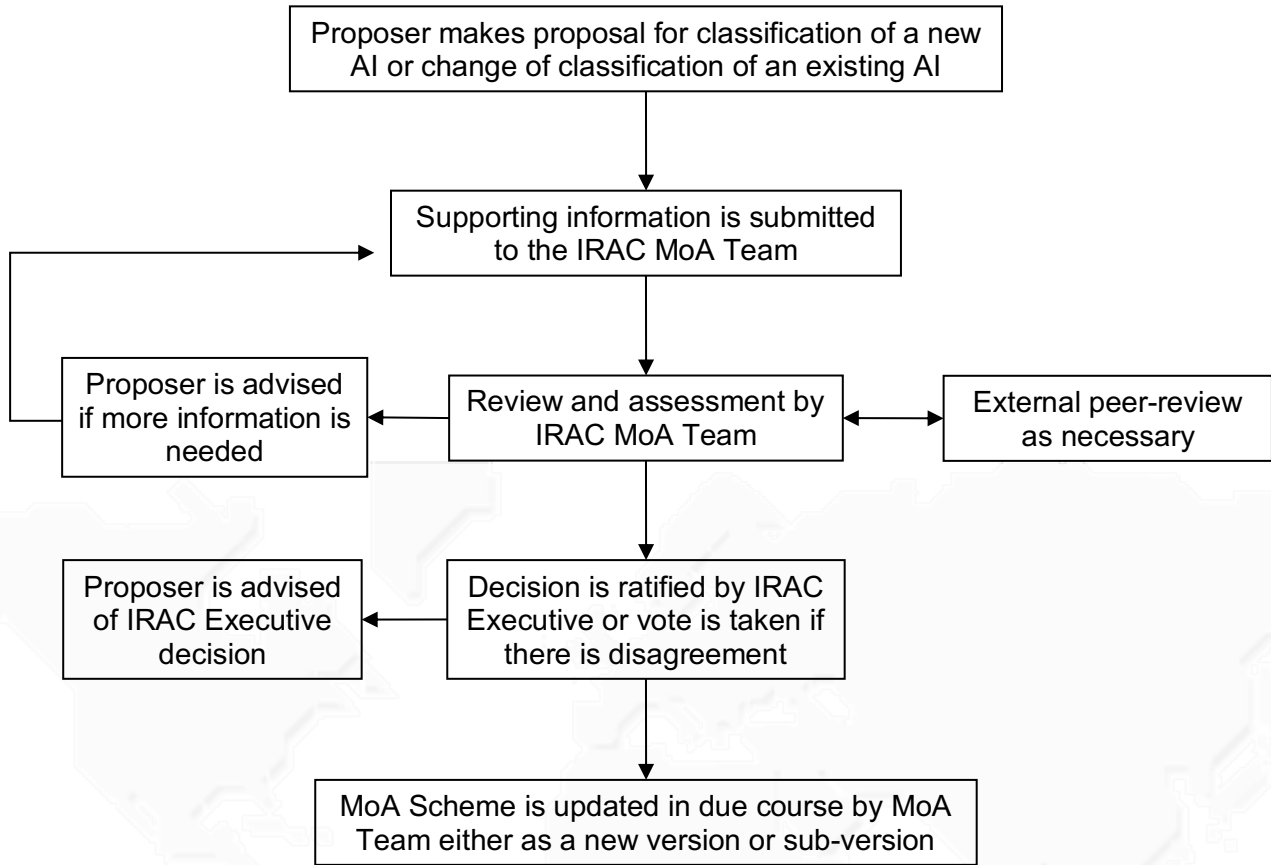 Proposer makes proposal for classification of a new
AI or change of classification of an existing AI
Supporting information is submitted
to the IRAC MoA Team
Proposer is advised
if more information is
needed
Review and assessment by
IRAC MoA Team
External peer-review
as necessary
Proposer is advised
of IRAC Executive
decision
Decision is ratified by IRAC
Executive or vote is taken if
there is disagreement
MoA Scheme is updated in due course by MoA
Team either as a new version or sub-version